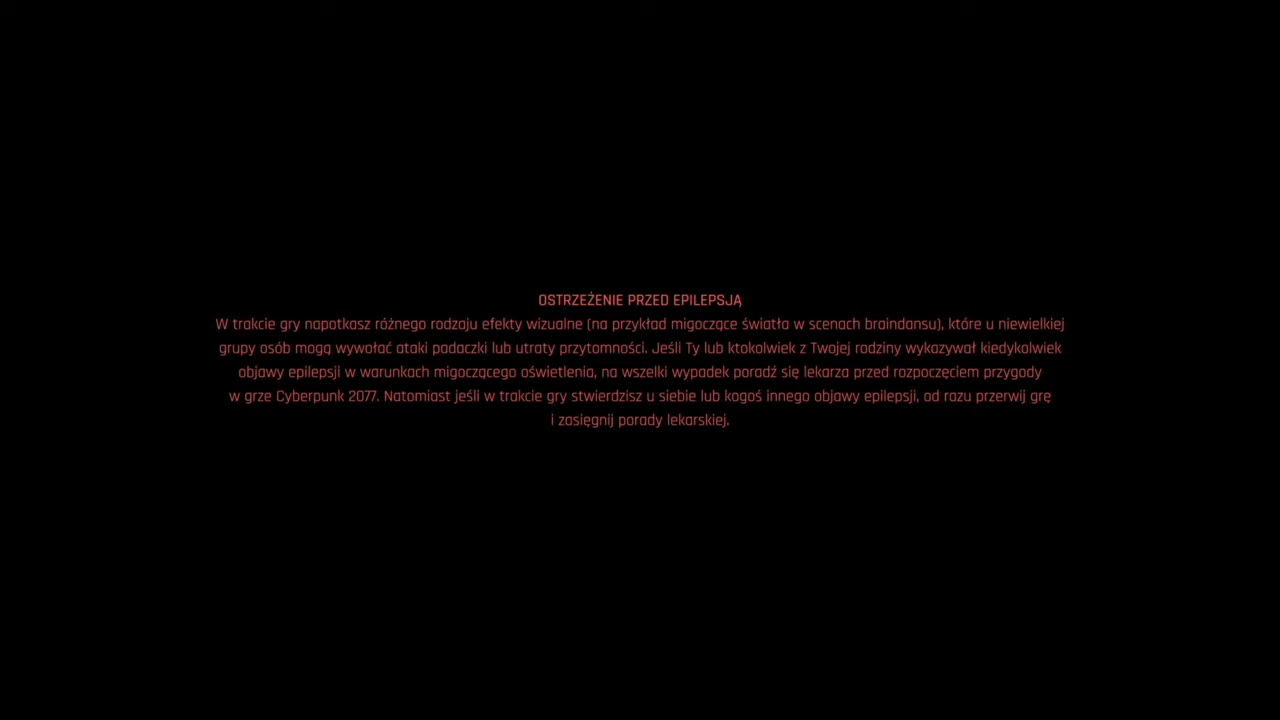 OSTRZEŻENIE PRZED EPILEPSJĄ
W trakcie gry napotkasz różnego rodzaju efekty wizualne (na przykład migoczące światła w scenach braindansu), które u niewielkiej
grupy osób mogą wywołać ataki padaczki lub utraty przytomności. Jeśli Ty lub ktokolwiek z Twojej rodziny wykazywał kiedykolwiek
objawy epilepsji w warunkach migoczącego oświetlenia, na wszelki wypadek poradź się lekarza przed rozpoczęciem przygody
w grze Cyberpunk 2077. Natomiast jeśli w trakcie gry stwierdzisz u siebie lub kogoś innego objawy epilepsji, od razu przerwij grę
i zasięgnij porady lekarskiej.